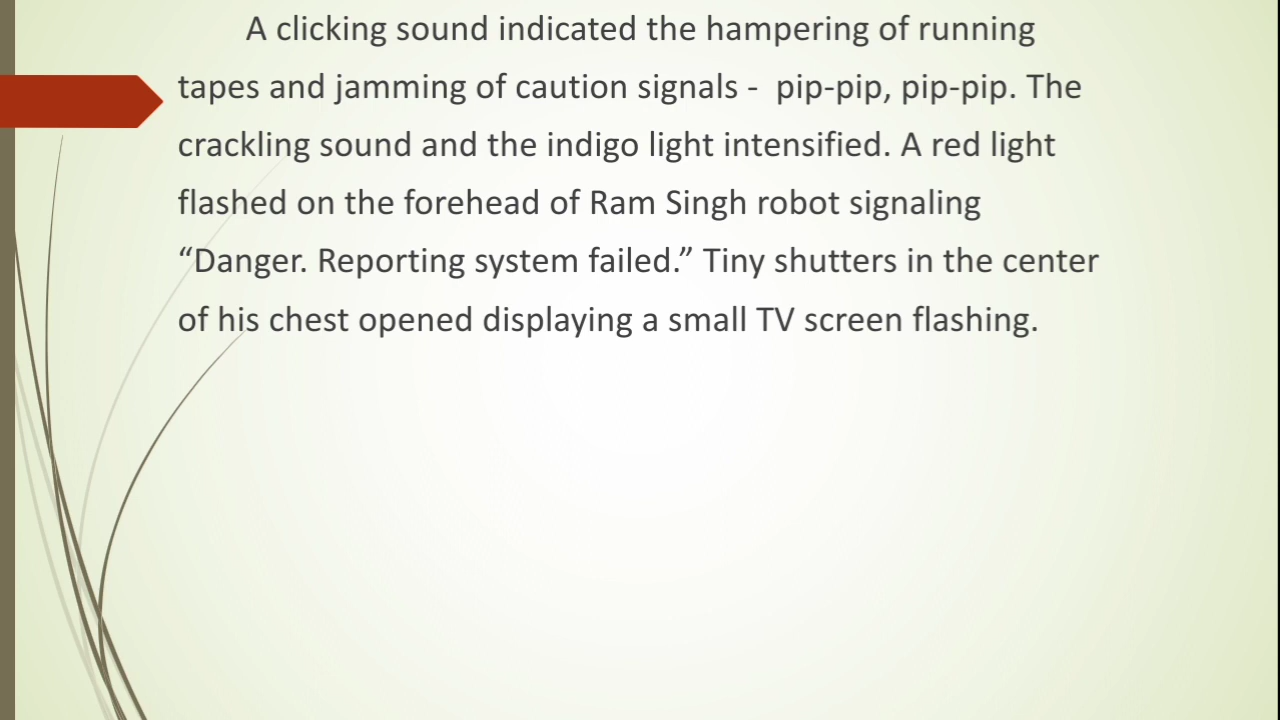 A clicking sound indicated the hampering of running
tapes and jamming of caution signals -  pip-pip, pip-pip. The
crackling sound and the indigo light intensified. A red light
flashed on the forehead of Ram Singh robot signaling
“Danger. Reporting system failed.” Tiny shutters in the center
of his chest opened displaying a small TV screen flashing.